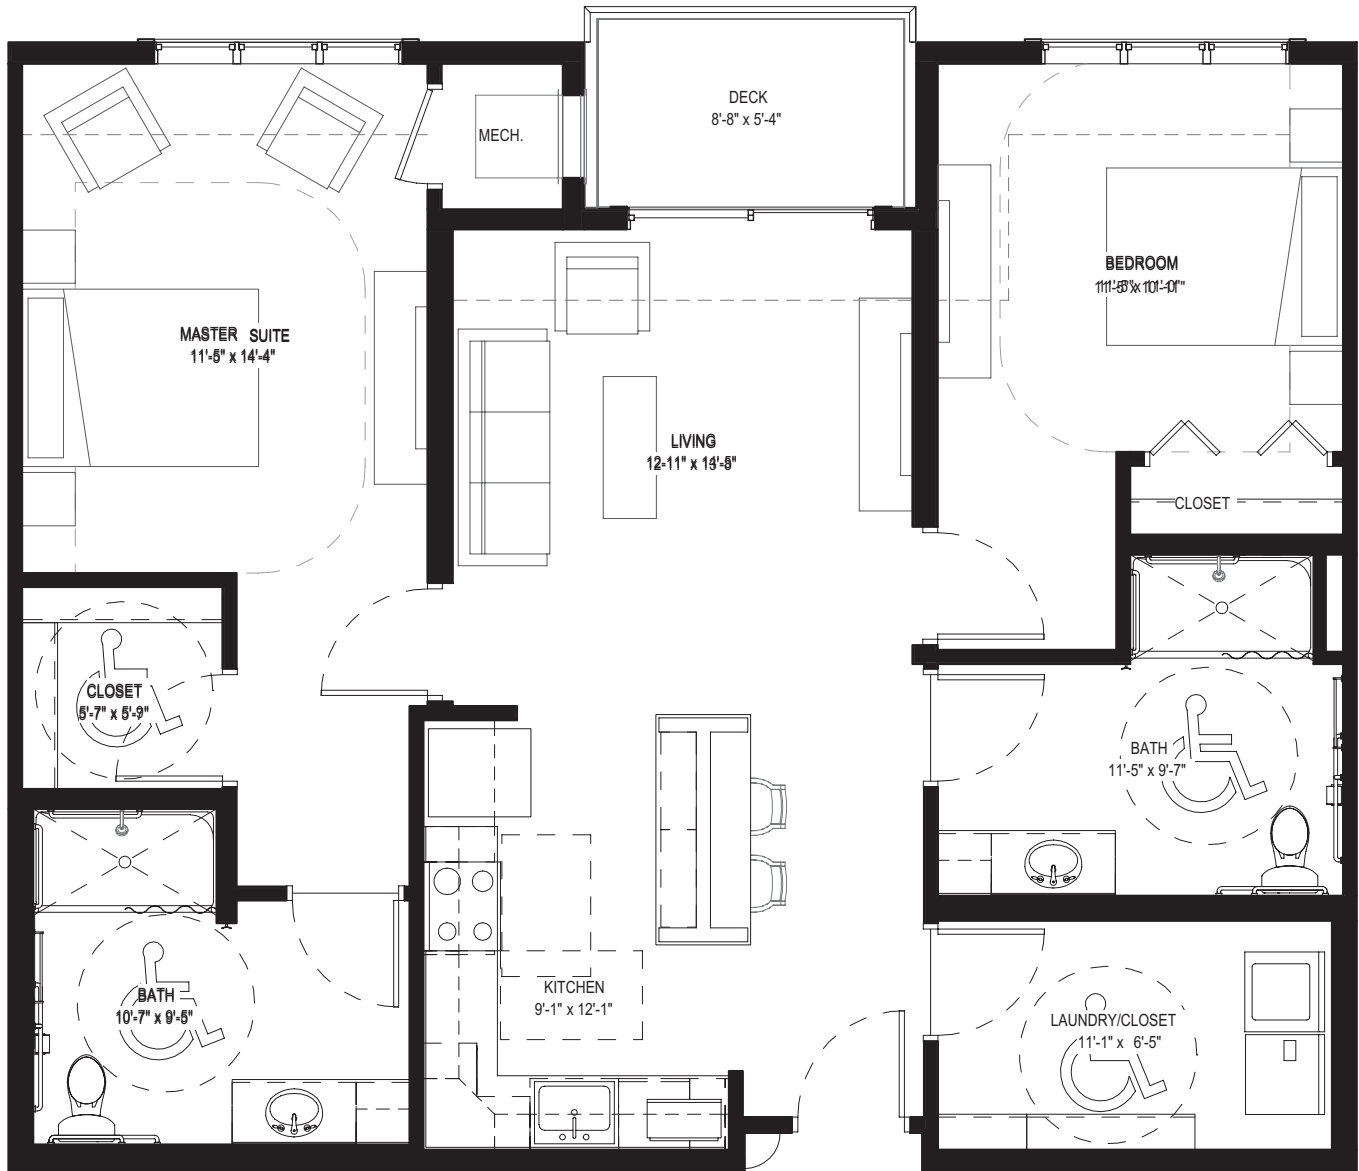 DECK
8'-8" x 5'-4"
MECH.
BEDROOM
MASTER SUITE
11'-5" x 14'-4"
LIVING
12-11" x
CLOSET
CLOSET
5'-7" x 5'-9"
BATH
11'-5" x 9'-7"
KITCHEN
9'-1" x 12'-1"
BATH
10'-7" x 9'-5"
LAUNDRY/CLOSET
11'-1" x 6'-5"